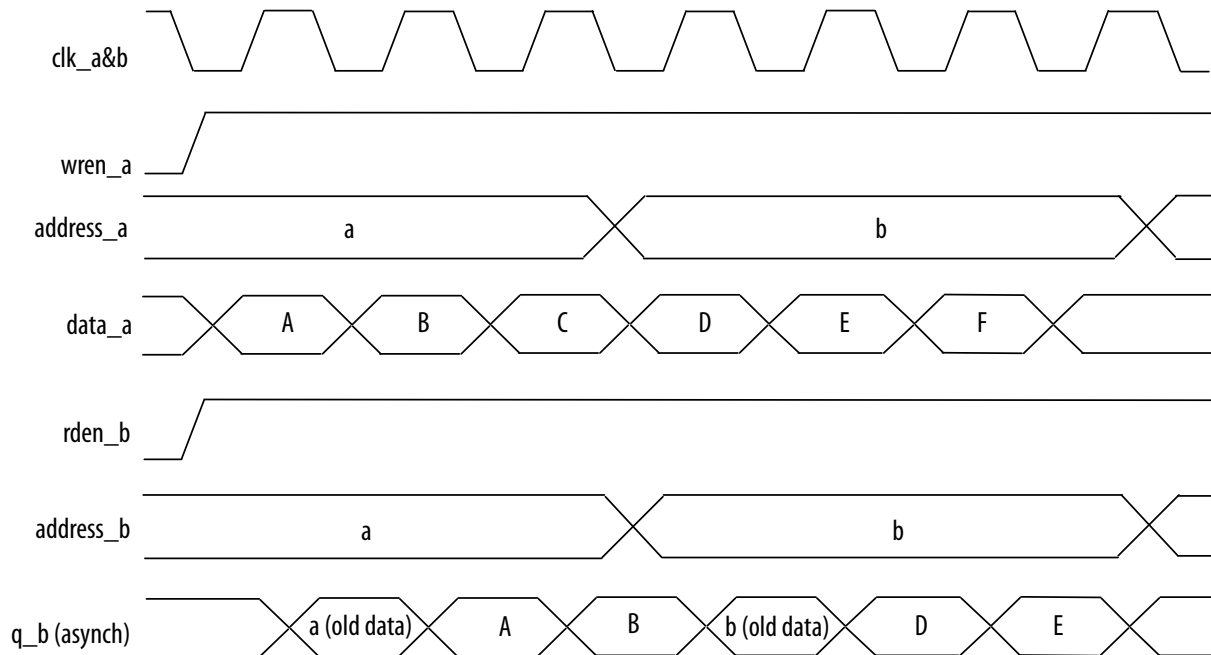 clk_a&b
wren_a
address_a a b
data_a A B C D E F
rden_b
address_b a b
q_b (asynch) a (old data) A B b (old data) D E